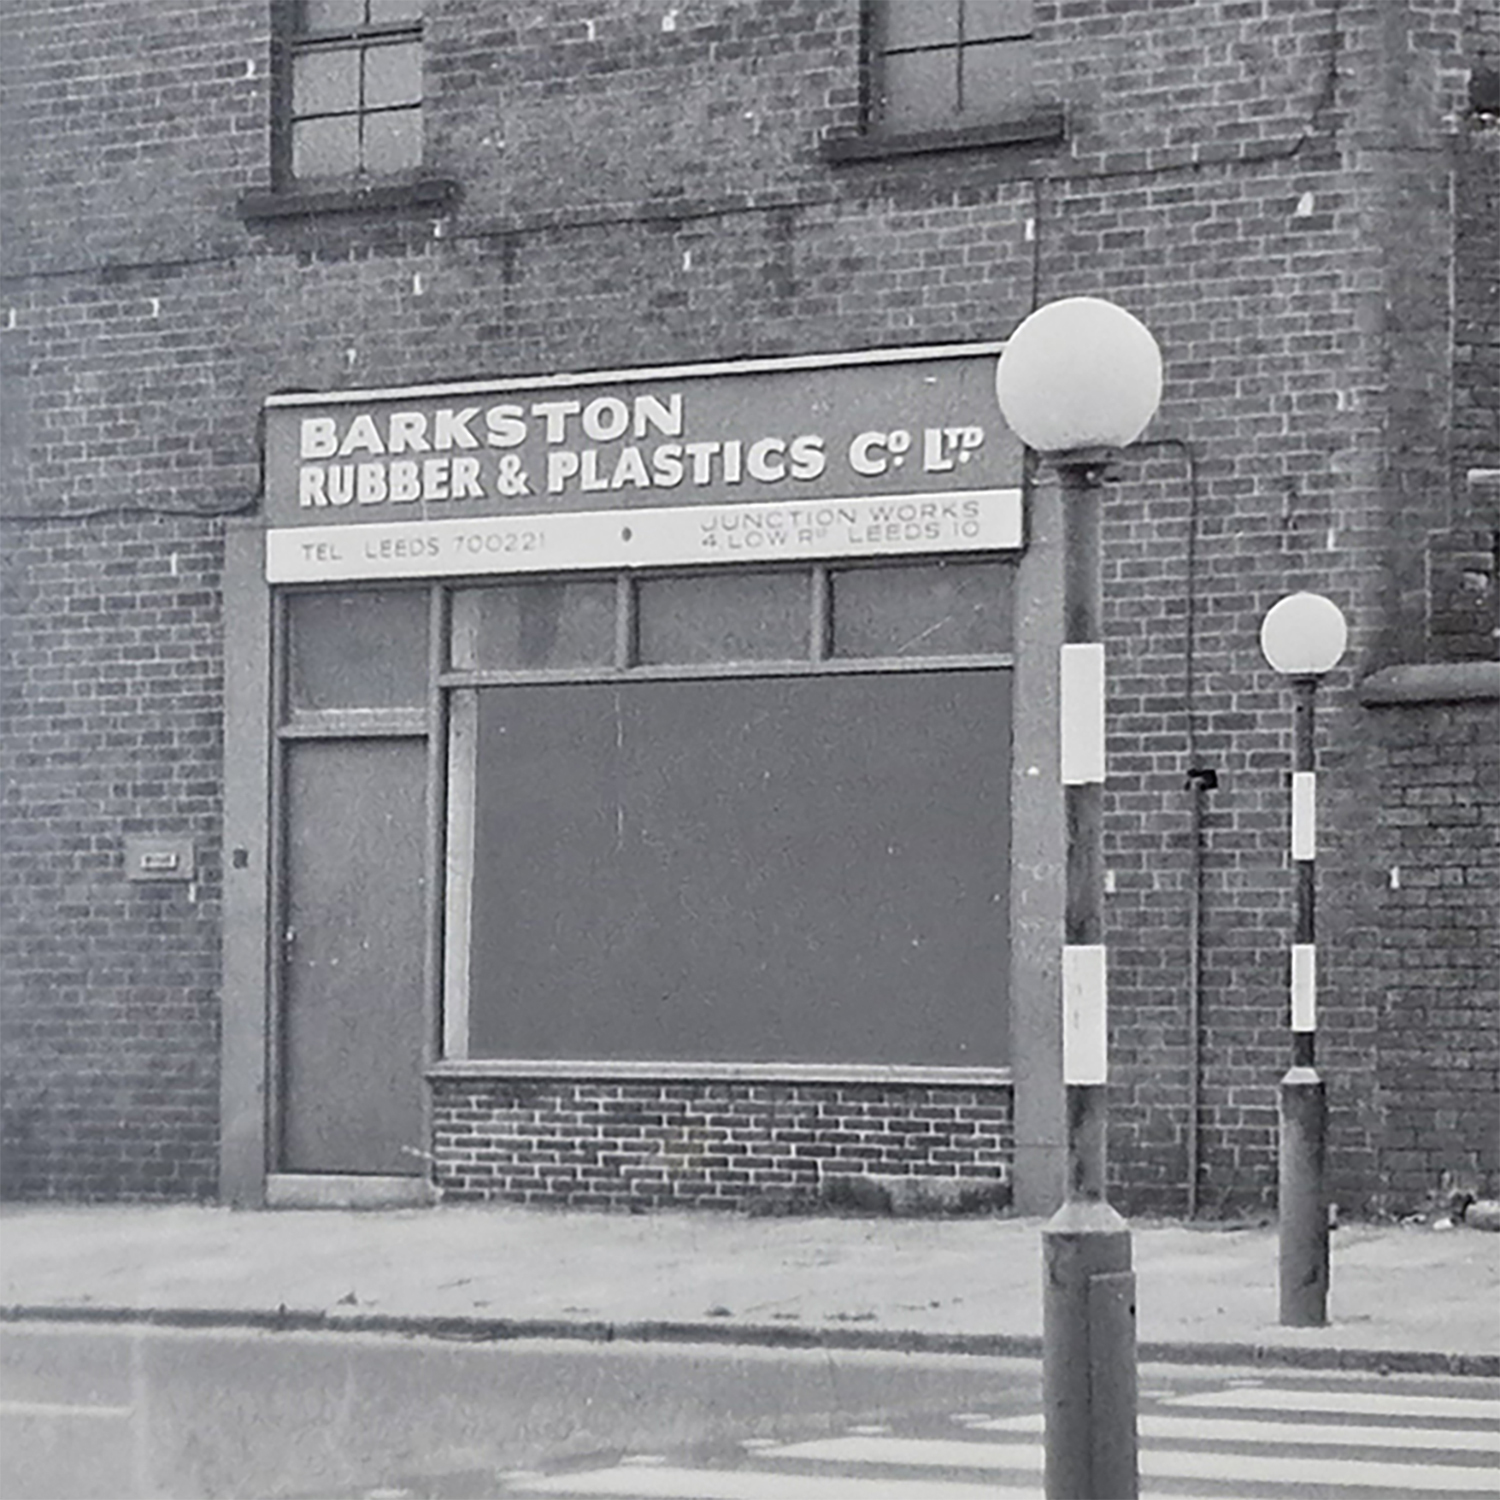 BARKSTON
RUBBER & PLASTICS Cº. Lᵀᴰ.
TEL LEEDS 700221
JUNCTION WORKS
4, LOW Rᴰ LEEDS 10